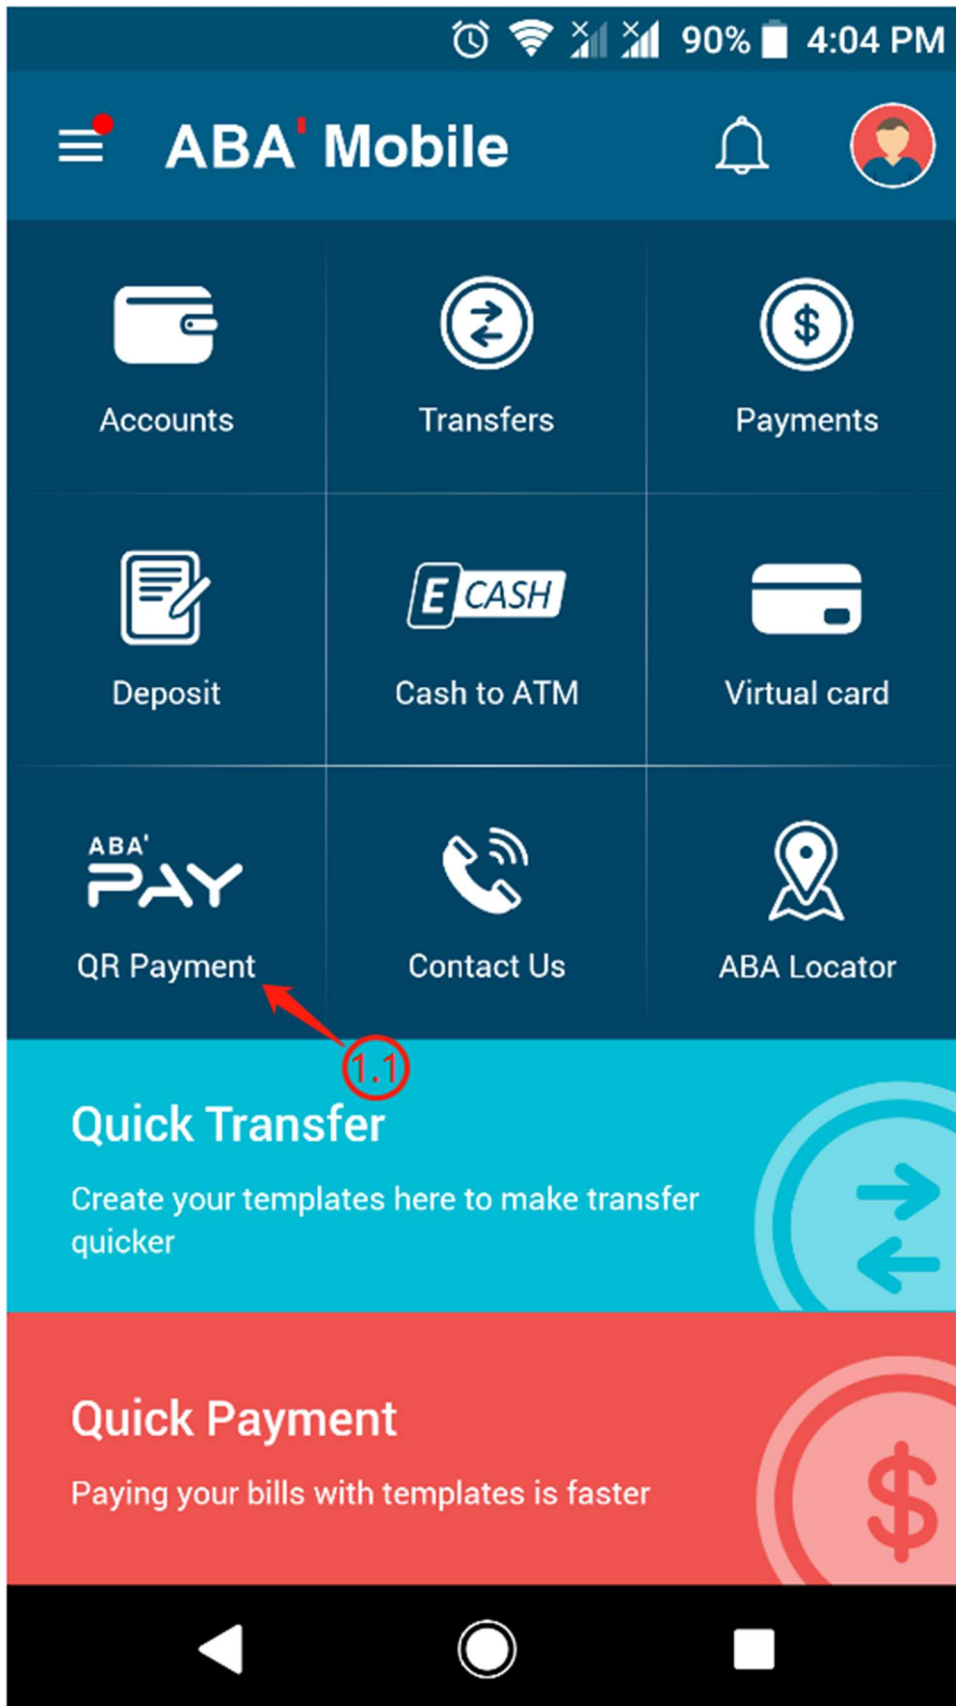 90% 4:04 PM
ABA' Mobile
Accounts
Transfers
Payments
$
E CASH
Deposit
Cash to ATM
Virtual card
ABA'
PAY
QR Payment
Contact Us
ABA Locator
1.1
Quick Transfer
Create your templates here to make transfer
quicker
Quick Payment
Paying your bills with templates is faster
$